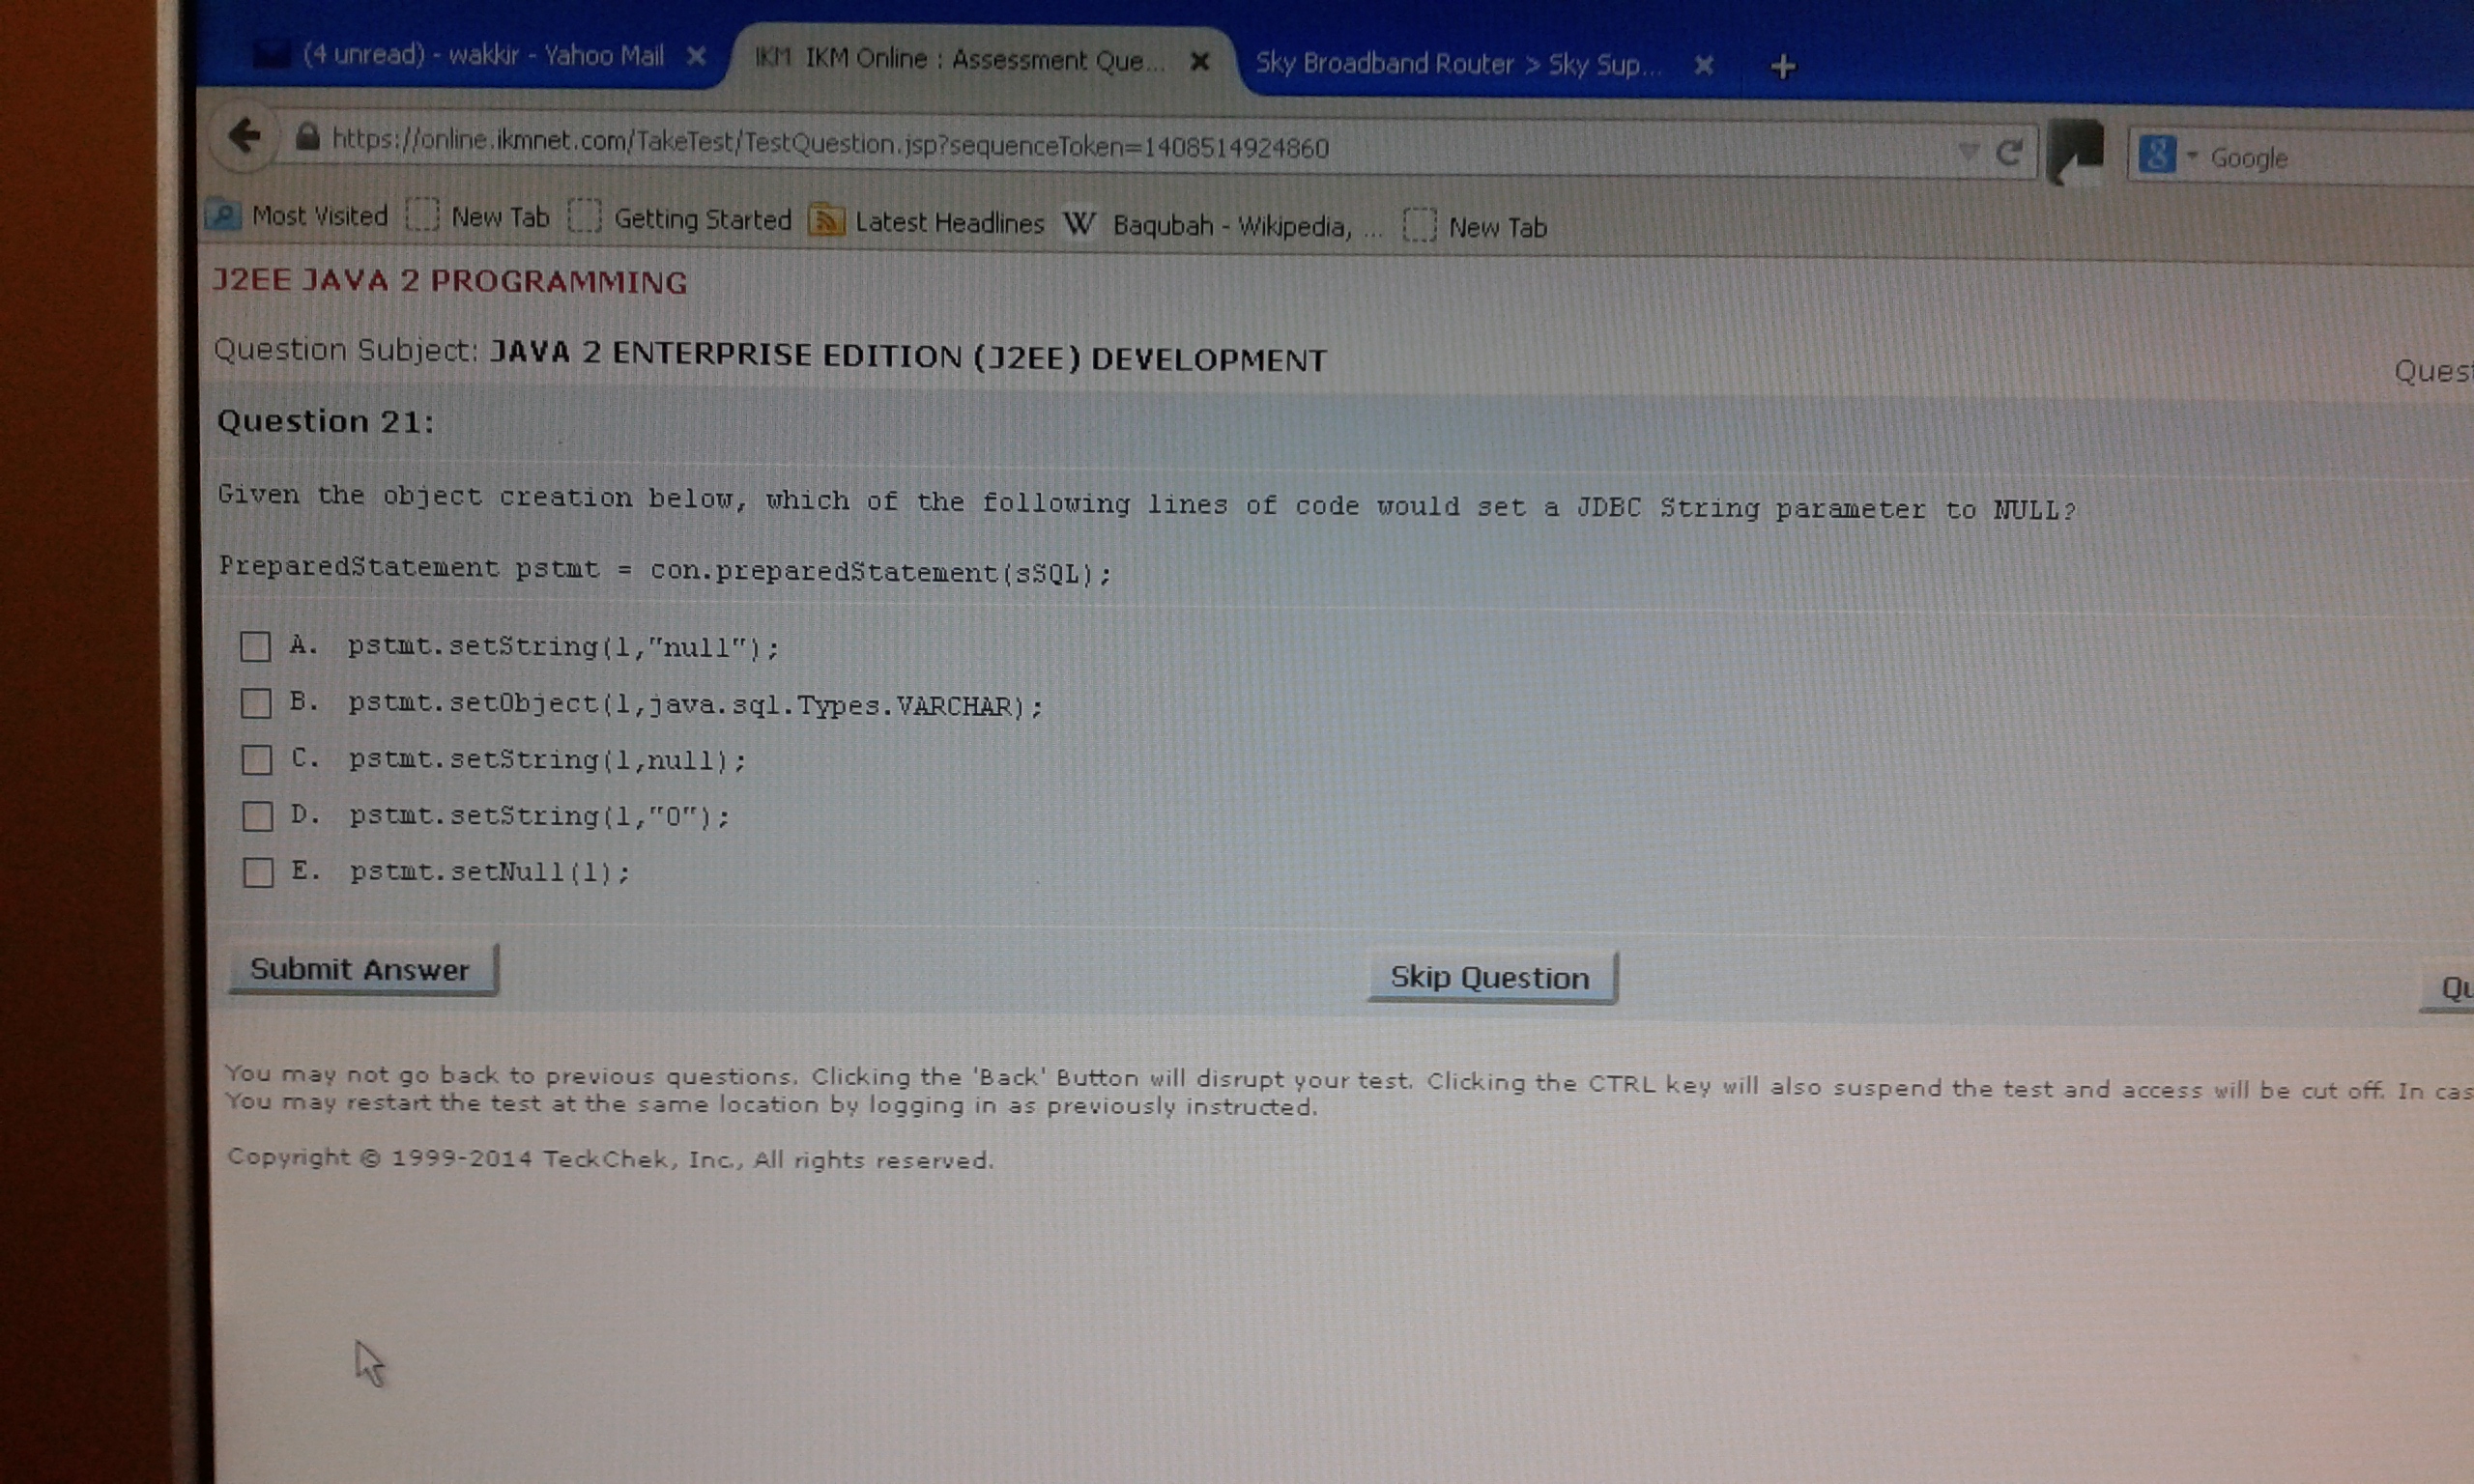 (4 unread) - wakkir - Yahoo Mail
IKM IKM Online : Assessment Que...
Sky Broadband Router > Sky Sup...
https://online.ikmnet.com/TakeTest/TestQuestion.jsp?sequenceToken=1408514924860
Google
Most Visited New Tab Getting Started Latest Headlines W Baqubah - Wikipedia, ... New Tab
J2EE JAVA 2 PROGRAMMING
Question Subject: JAVA 2 ENTERPRISE EDITION (J2EE) DEVELOPMENT
Quest
Question 21:
Given the object creation below, which of the following lines of code would set a JDBC String parameter to NULL?
PreparedStatement pstmt = con.preparedStatement(sSQL);
A. pstmt.setString(1,"null");
B. pstmt.setObject(1,java.sql.Types.VARCHAR);
C. pstmt.setString(1,null);
D. pstmt.setString(1,"0");
E. pstmt.setNull(1);
Submit Answer
Skip Question
Qu
You may not go back to previous questions. Clicking the 'Back' Button will disrupt your test. Clicking the CTRL key will also suspend the test and access will be cut off. In cas
You may restart the test at the same location by logging in as previously instructed.
Copyright © 1999-2014 TeckChek, Inc., All rights reserved.